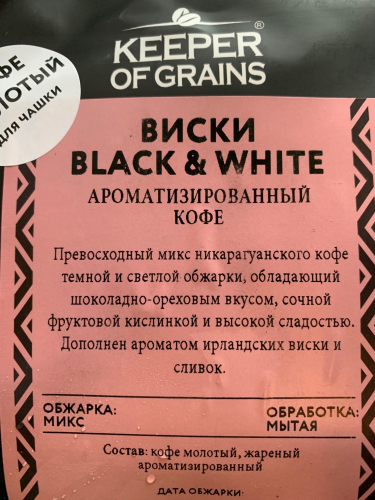 KEEPER
OF GRAINS®
ДЛЯ ЧАШКИ
ВИСКИ
BLACK & WHITE
АРОМАТИЗИРОВАННЫЙ
КОФЕ
Превосходный микс никарагуанского кофе
темной и светлой обжарки, обладающий
шоколадно-ореховым вкусом, сочной
фруктовой кислинкой и высокой сладостью.
Дополнен ароматом ирландских виски и
сливок.
ОБЖАРКА:
МИКС
ОБРАБОТКА:
МЫТАЯ
Состав: кофе молотый, жареный
ароматизированный
ДАТА ОБЖАРКИ: